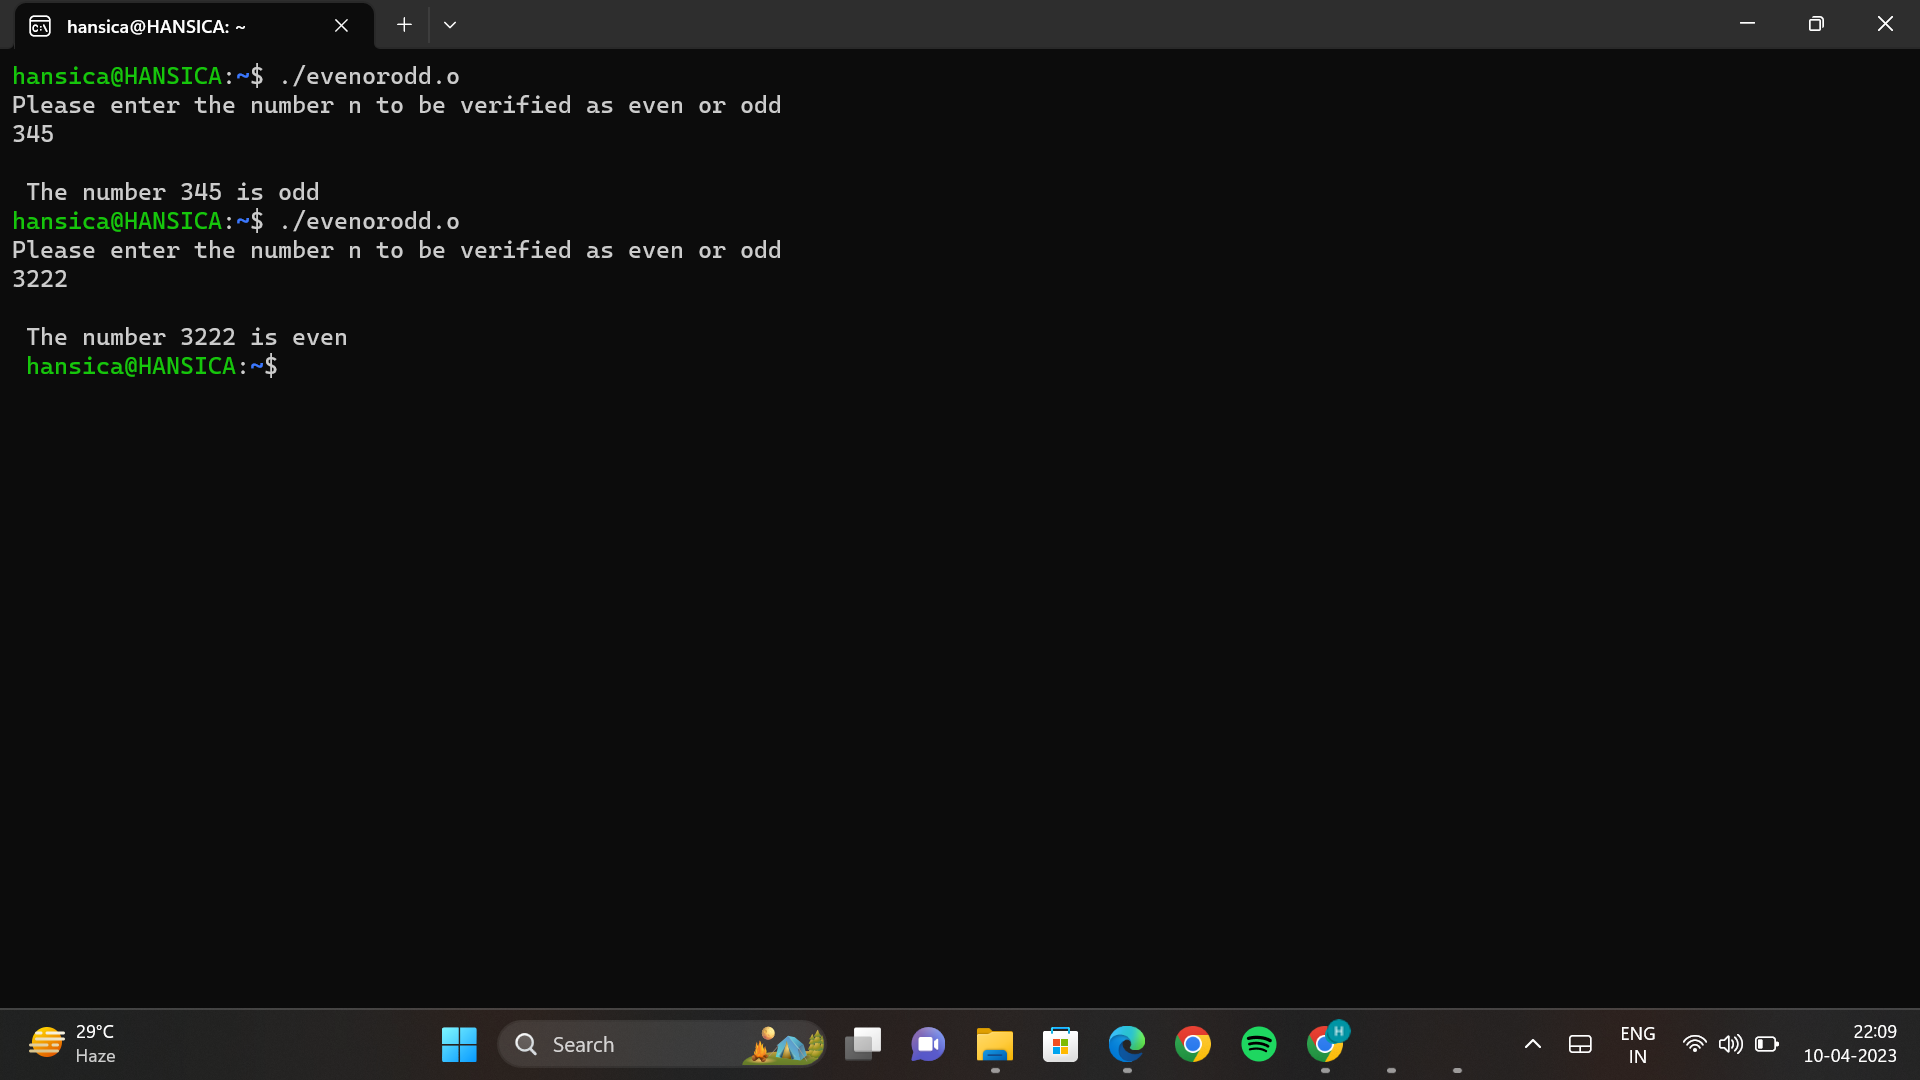 hansica@HANSICA: ~
hansica@HANSICA:~$ ./evenorodd.o
Please enter the number n to be verified as even or odd
345
The number 345 is odd
hansica@HANSICA:~$ ./evenorodd.o
Please enter the number n to be verified as even or odd
3222
The number 3222 is even
hansica@HANSICA:~$
29°C
Haze
Search
H
ENG
IN
22:09
10-04-2023